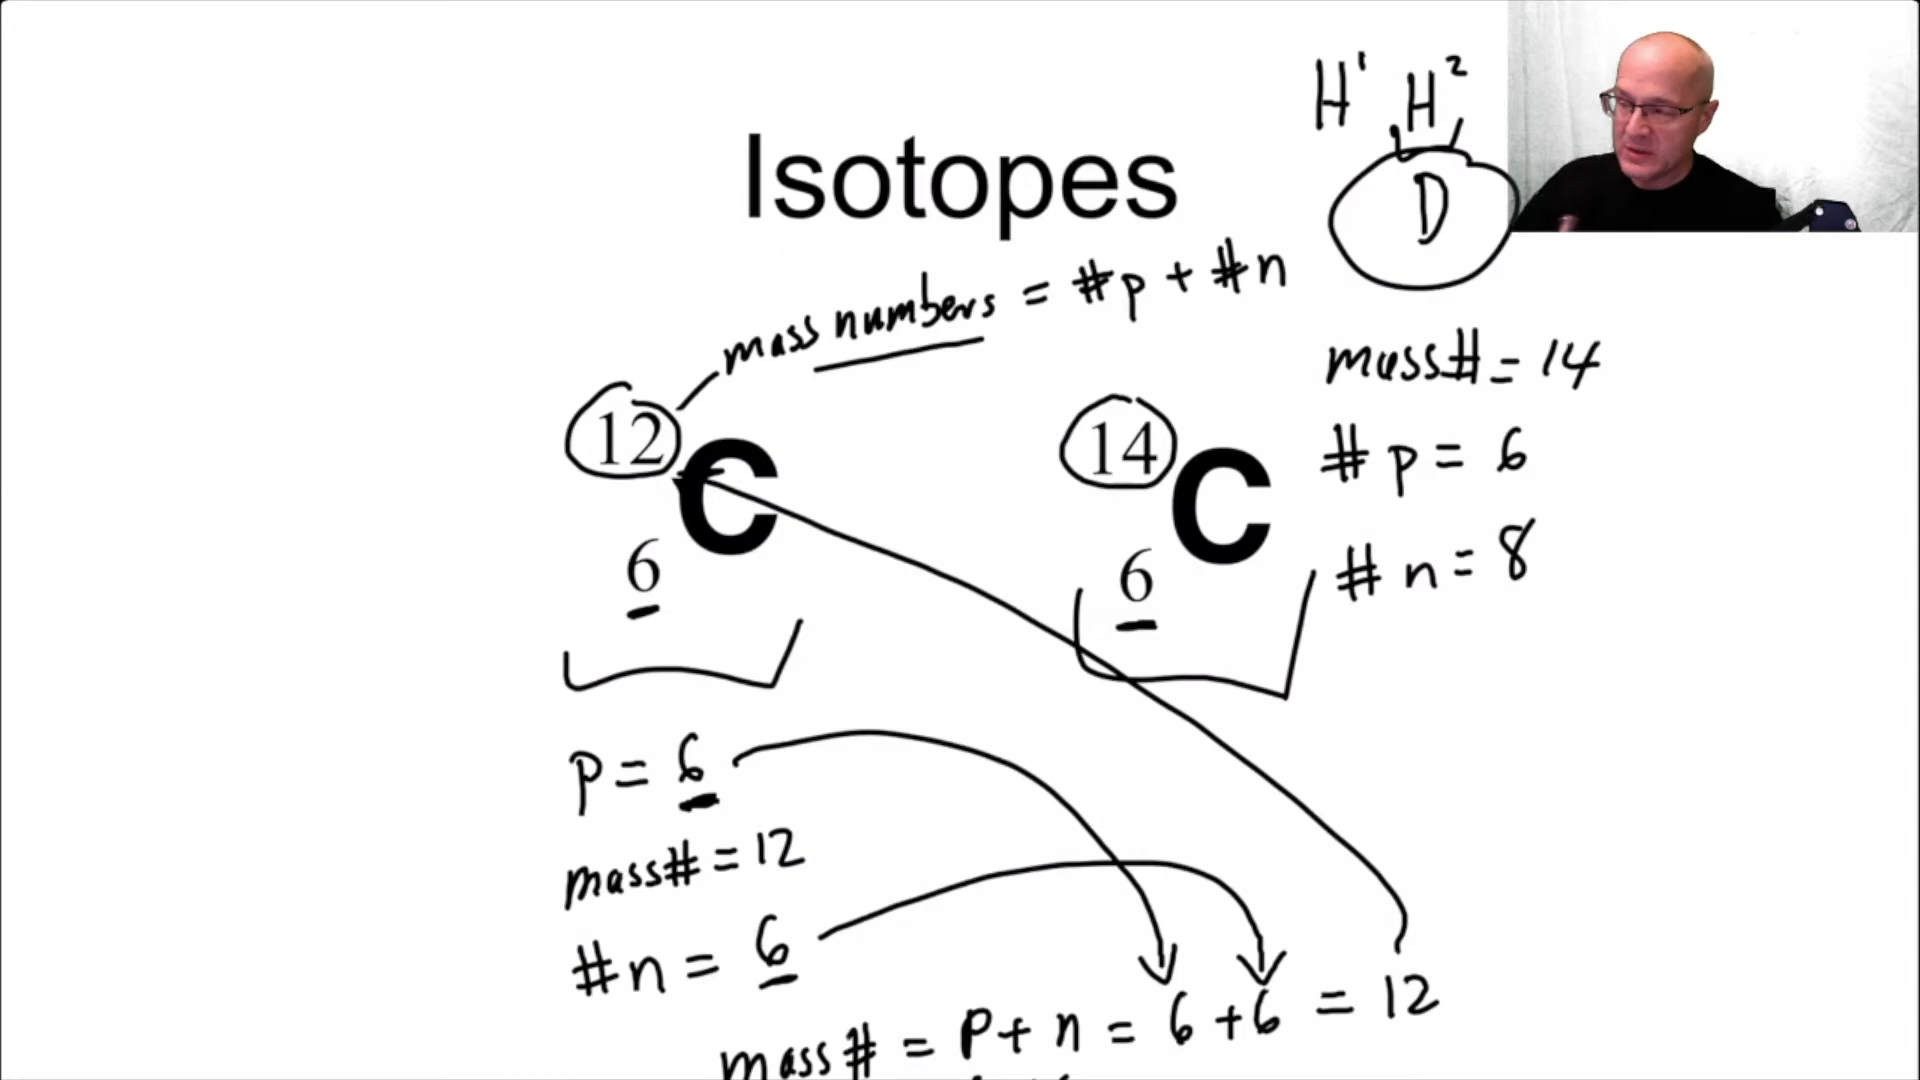 H¹ H²
Isotopes
D
mass numbers = #p + #n
mass# = 14
12 C
14 C
# p = 6
6
6
# n = 8
p = 6
mass# = 12
#n = 6
mass# = p + n = 6 + 6 = 12